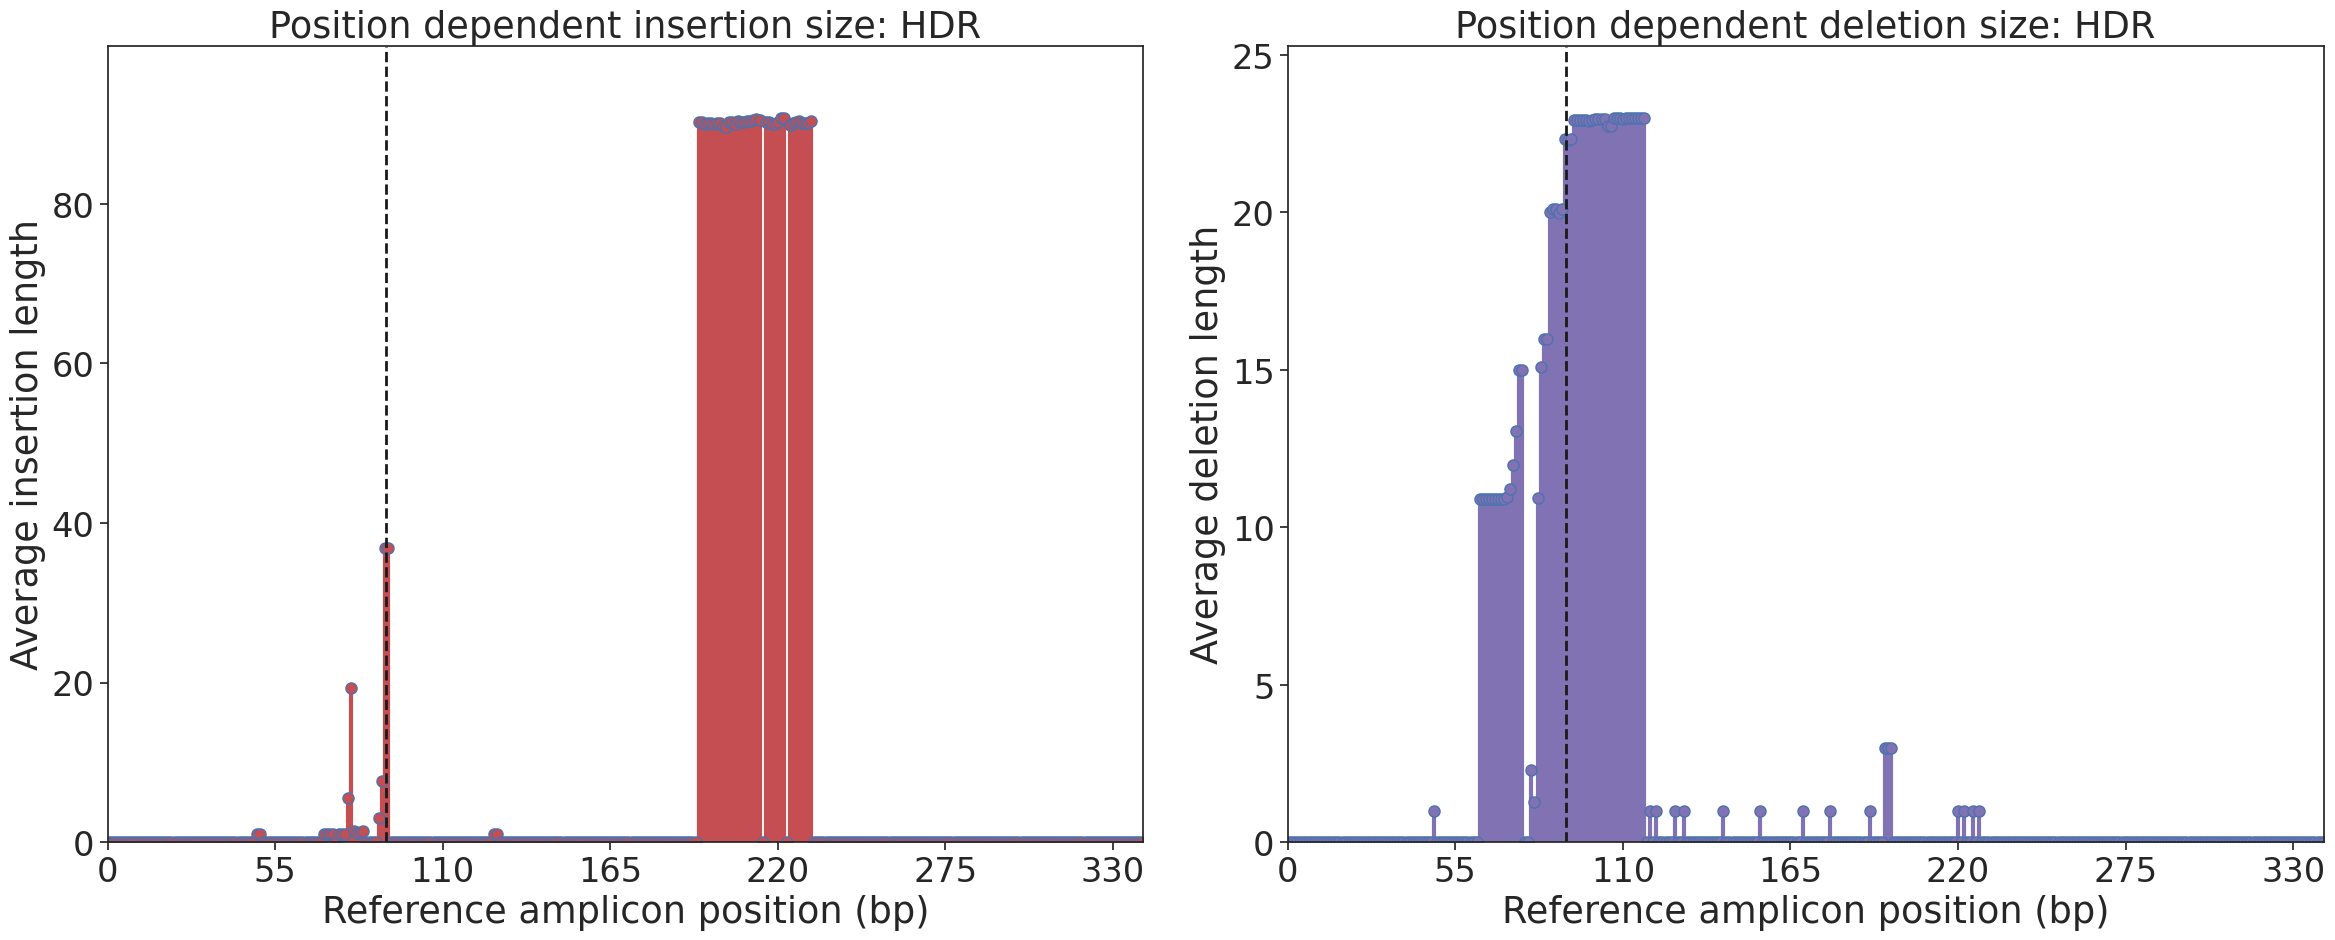 Position dependent insertion size: HDR
Average insertion length
80
60
40
20
0
0 55 110 165 220 275 330
Reference amplicon position (bp)
Position dependent deletion size: HDR
Average deletion length
25
20
15
10
5
0
0 55 110 165 220 275 330
Reference amplicon position (bp)